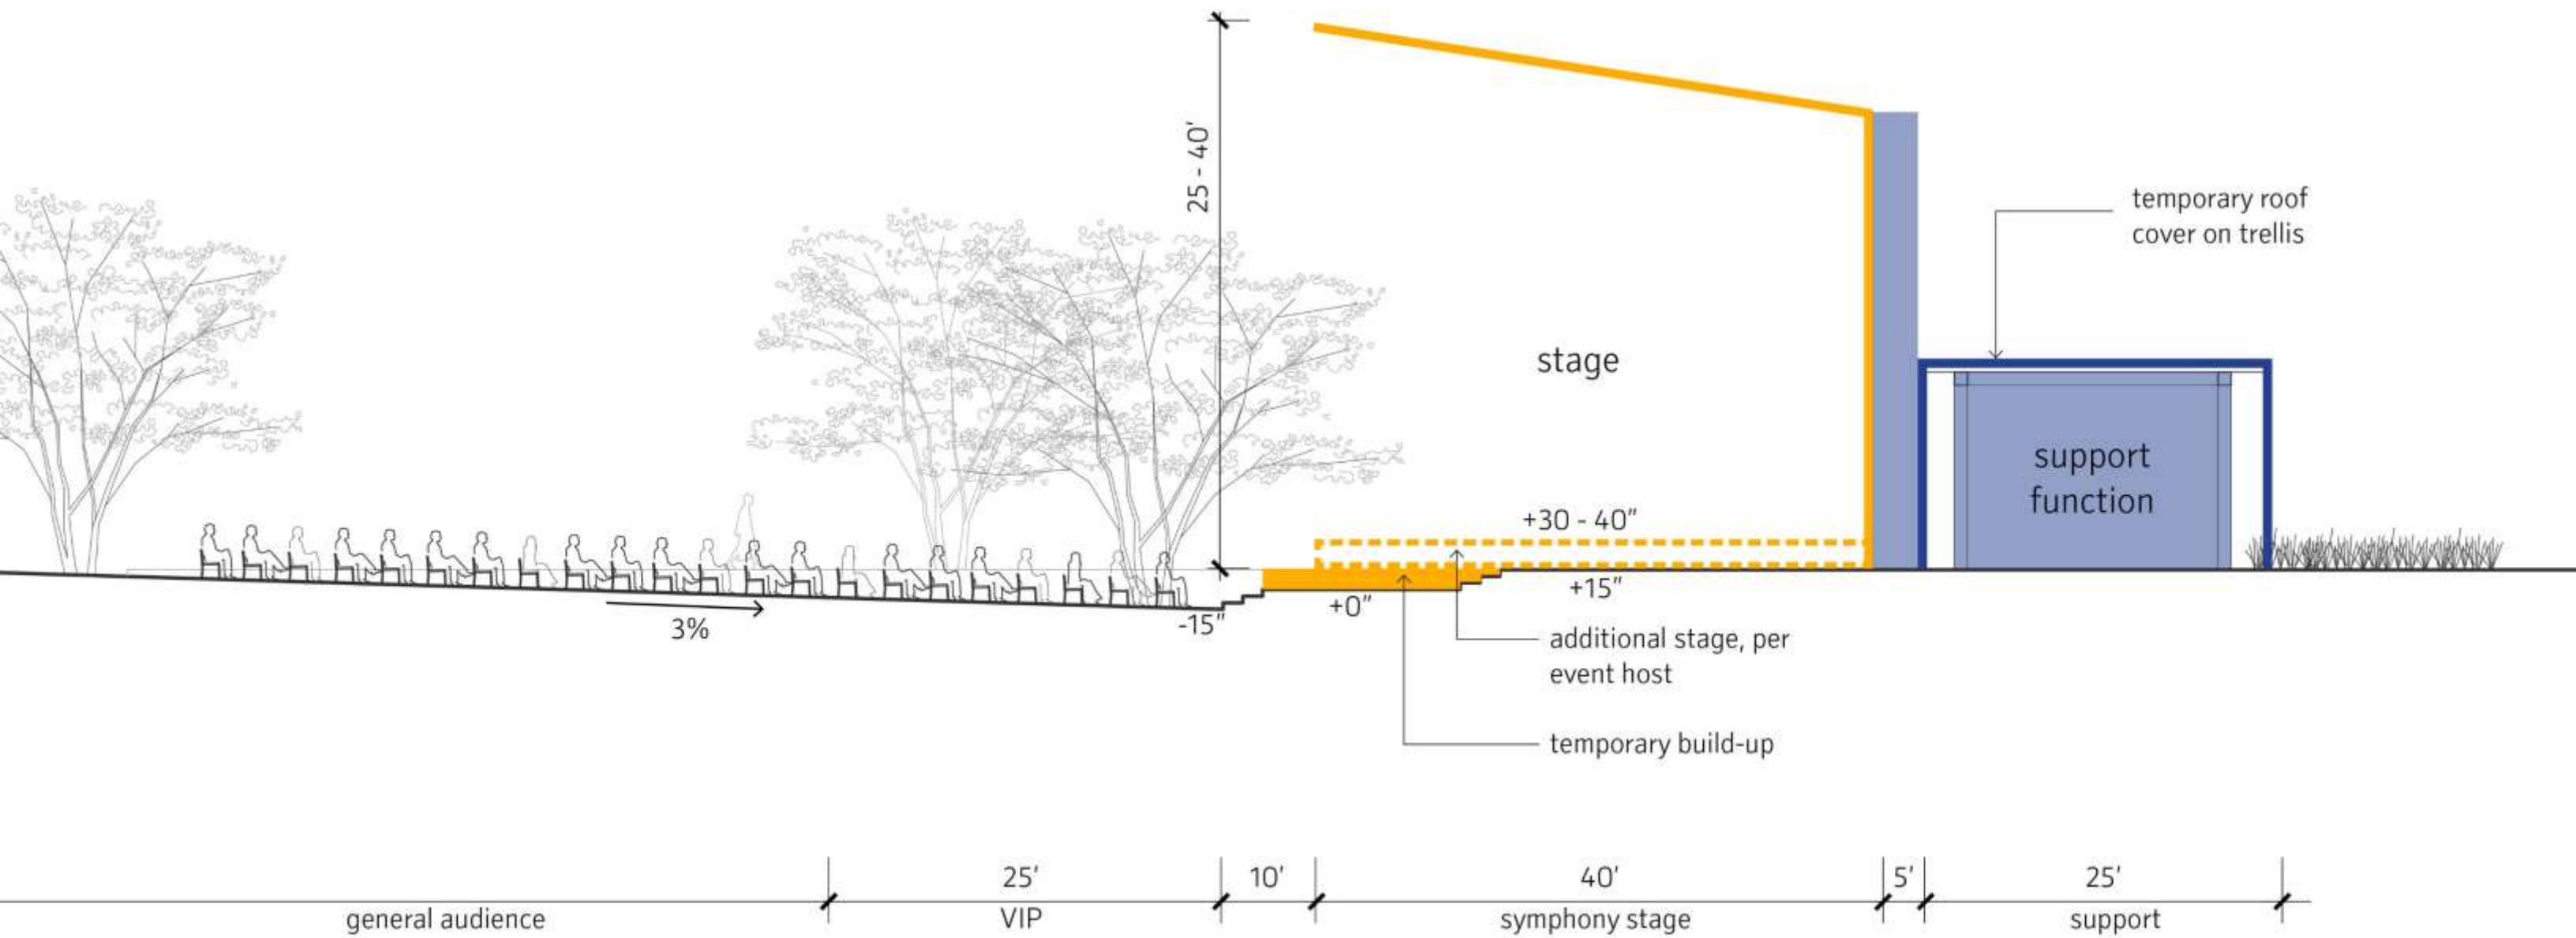 25 - 40’
temporary roof
cover on trellis
stage
support
function
+30 - 40”
+15”
+0”
-15”
3%
additional stage, per
event host
temporary build-up
25’
10’
40’
5’
25’
general audience
VIP
symphony stage
support